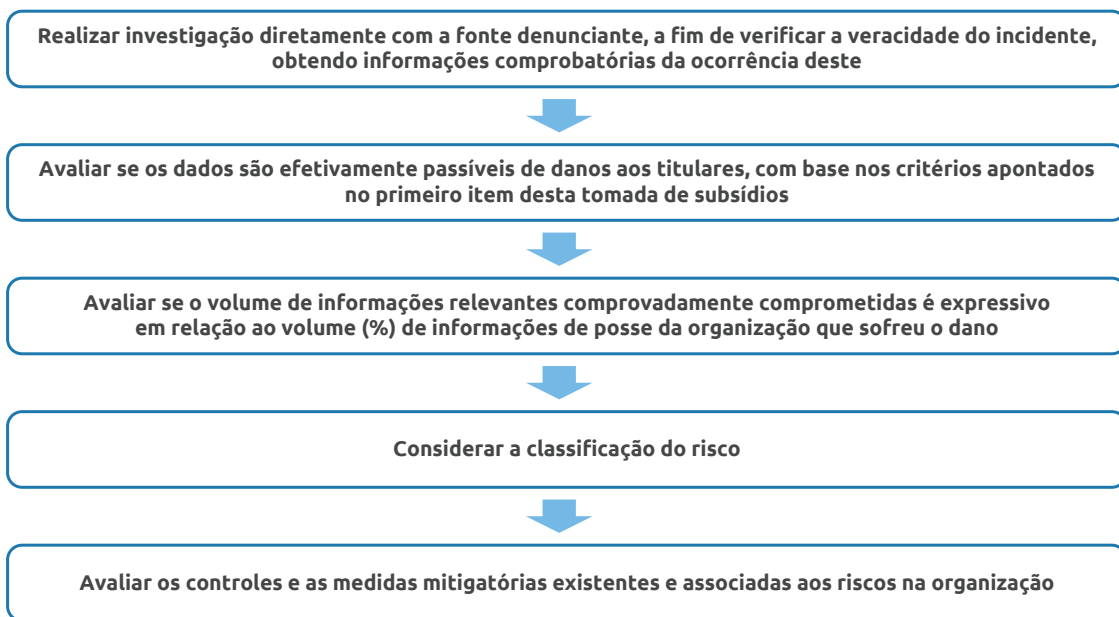 Realizar investigação diretamente com a fonte denunciante, a fim de verificar a veracidade do incidente,
obtendo informações comprobatórias da ocorrência deste
Avaliar se os dados são efetivamente passíveis de danos aos titulares, com base nos critérios apontados
no primeiro item desta tomada de subsídios
Avaliar se o volume de informações relevantes comprovadamente comprometidas é expressivo
em relação ao volume (%) de informações de posse da organização que sofreu o dano
Considerar a classificação do risco
Avaliar os controles e as medidas mitigatórias existentes e associadas aos riscos na organização